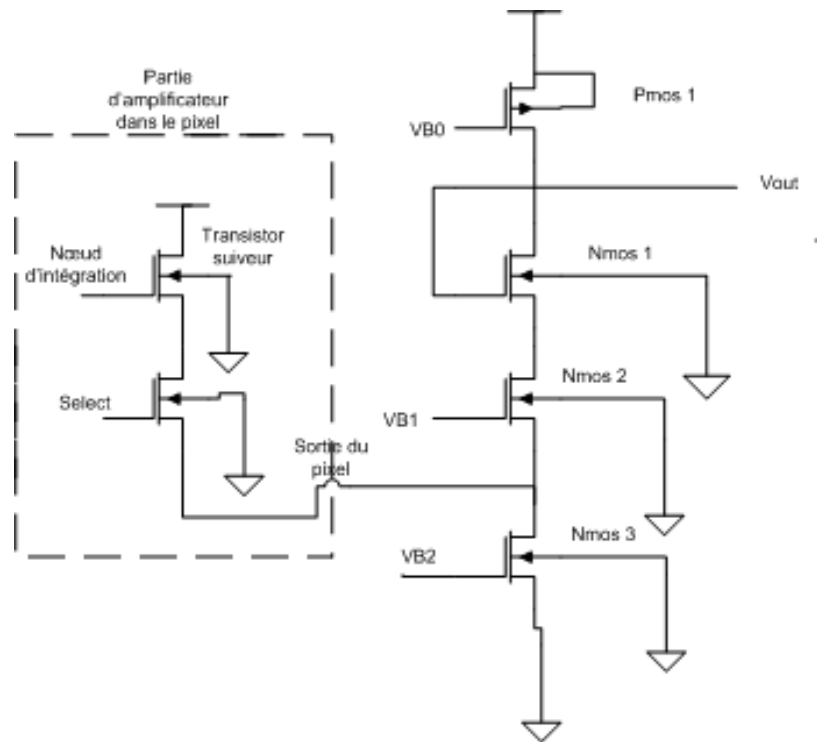 Partie
d'amplificateur
dans le pixel
Pmos 1
VB0
Vout
Transistor
suiveur
Nœud
d'intégration
Nmos 1
Select
Nmos 2
VB1
Sortie du
pixel
Nmos 3
VB2